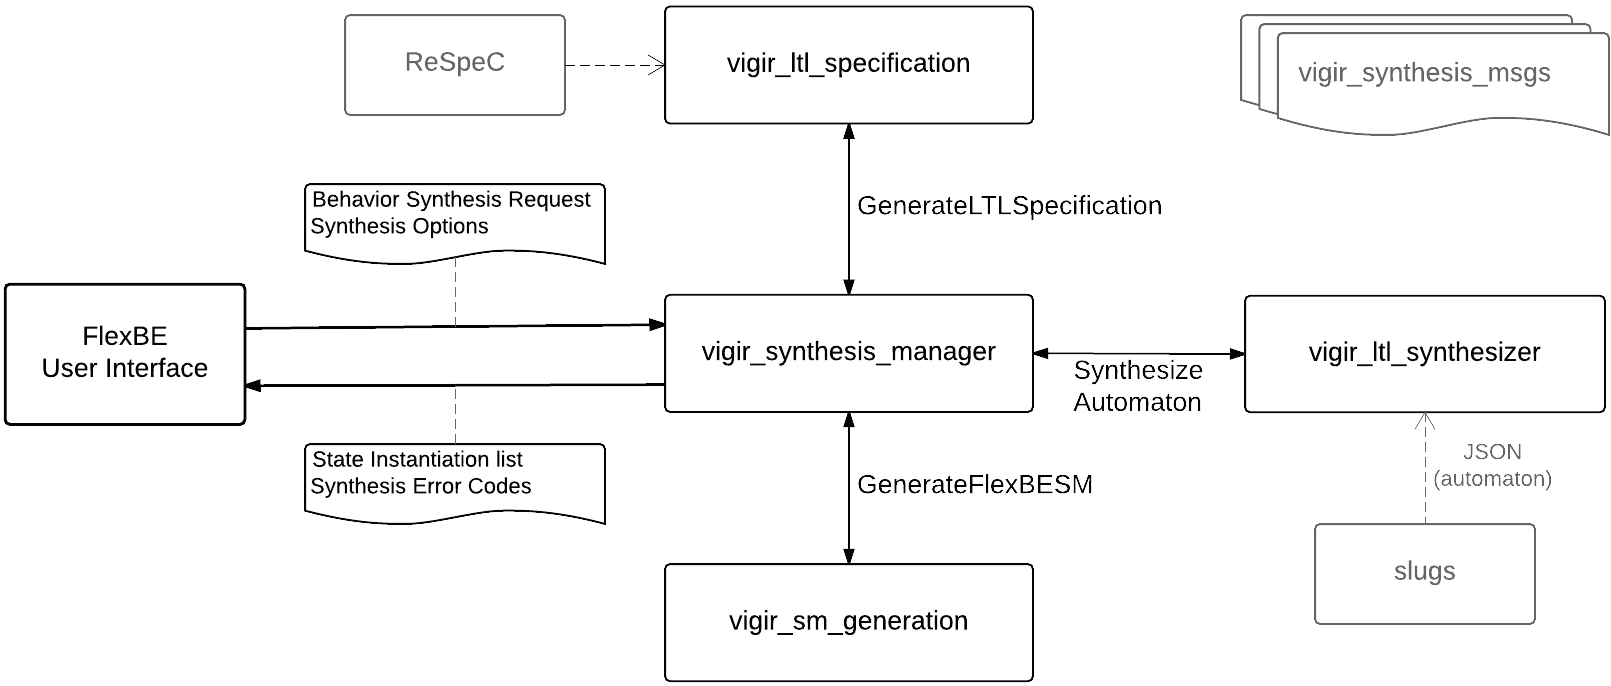 ReSpeC
vigir_ltl_specification
vigir_synthesis_msgs
Behavior Synthesis Request
Synthesis Options
GenerateLTLSpecification
FlexBE
User Interface
vigir_synthesis_manager
Synthesize
Automaton
vigir_ltl_synthesizer
State Instantiation list
Synthesis Error Codes
GenerateFlexBESM
JSON
(automaton)
slugs
vigir_sm_generation